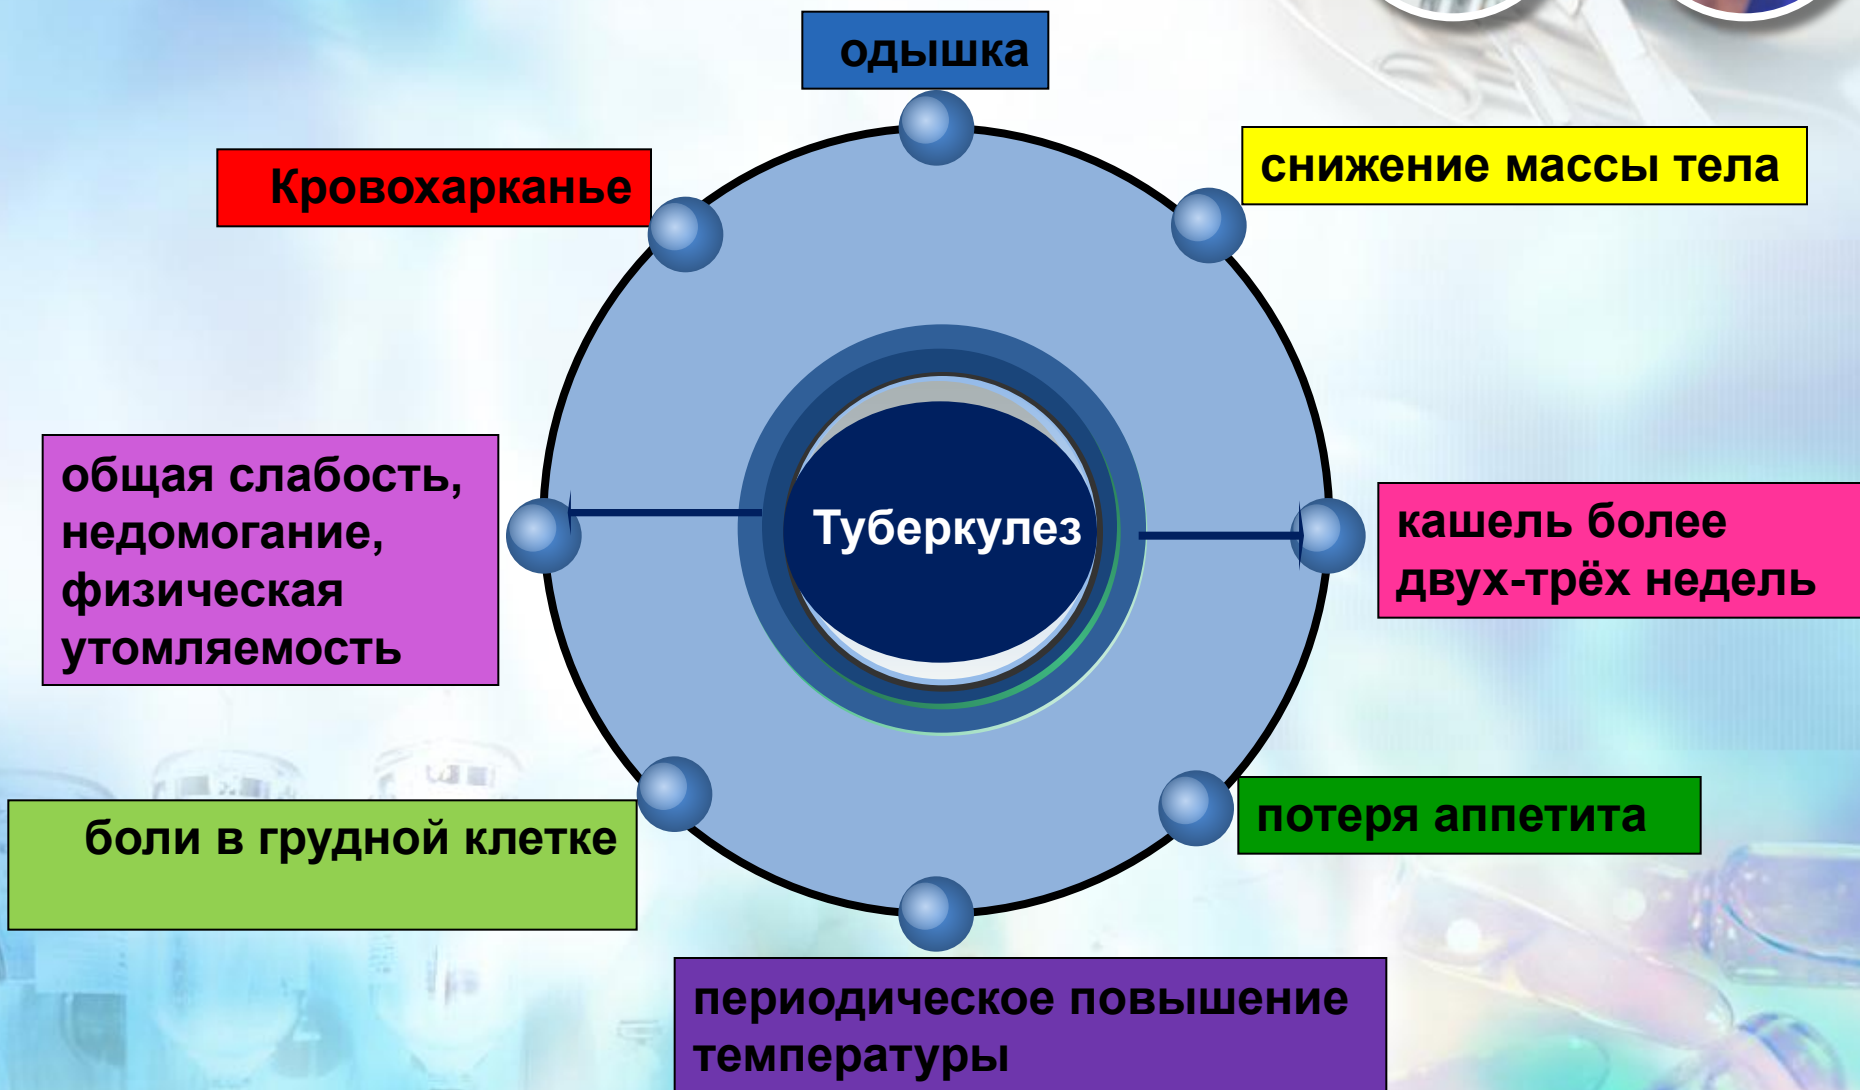 одышка
Кровохарканье
снижение массы тела
общая слабость,
недомогание,
физическая
утомляемость
Туберкулез
кашель более
двух-трёх недель
боли в грудной клетке
потеря аппетита
периодическое повышение
температуры